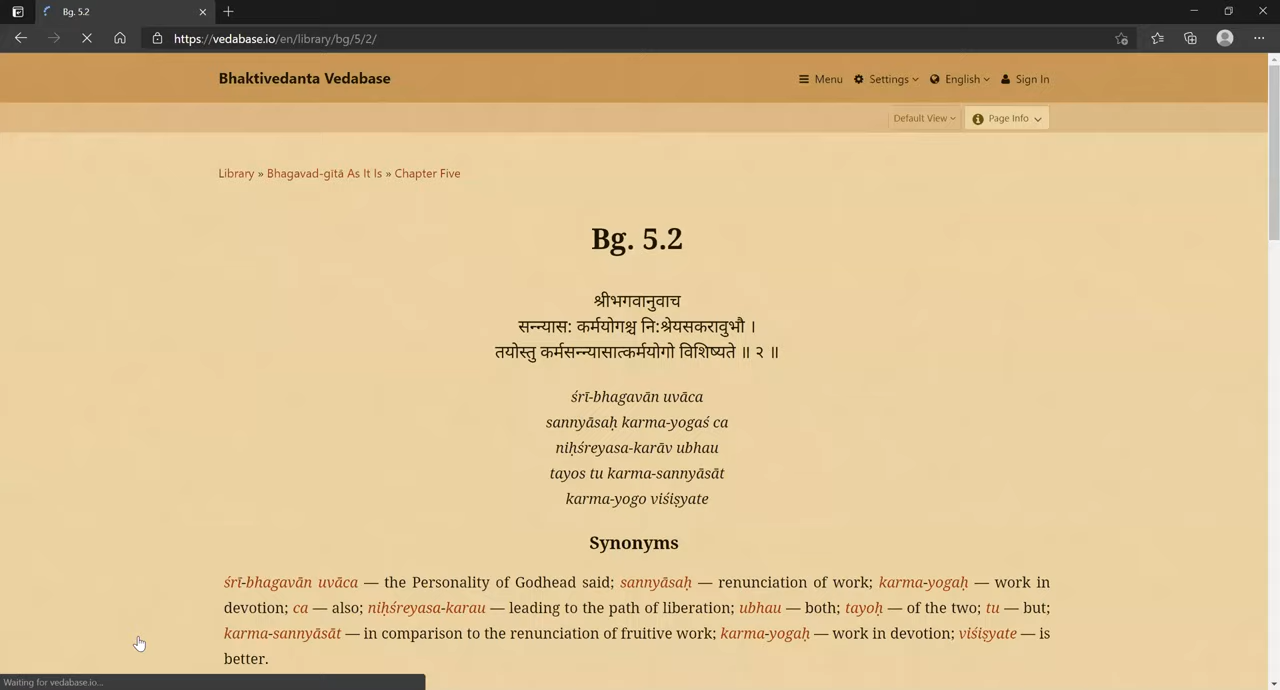 Bg. 5.2
https://vedabase.io/en/library/bg/5/2/
Bhaktivedanta Vedabase
Menu Settings English Sign In
Default View Page Info
Library » Bhagavad-gītā As It Is » Chapter Five
Bg. 5.2
श्रीभगवानुवाच
सन्न्यास: कर्मयोगश्च नि:श्रेयसकरावुभौ ।
तयोस्तु कर्मसन्न्यासात्कर्मयोगो विशिष्यते ॥ २ ॥
śrī-bhagavān uvāca
sannyāsaḥ karma-yogaś ca
niḥśreyasa-karāv ubhau
tayos tu karma-sannyāsāt
karma-yogo viśiṣyate
Synonyms
śrī-bhagavān uvāca — the Personality of Godhead said; sannyāsaḥ — renunciation of work; karma-yogaḥ — work in
devotion; ca — also; niḥśreyasa-karau — leading to the path of liberation; ubhau — both; tayoḥ — of the two; tu — but;
karma-sannyāsāt — in comparison to the renunciation of fruitive work; karma-yogaḥ — work in devotion; viśiṣyate — is
better.
Waiting for vedabase.io...